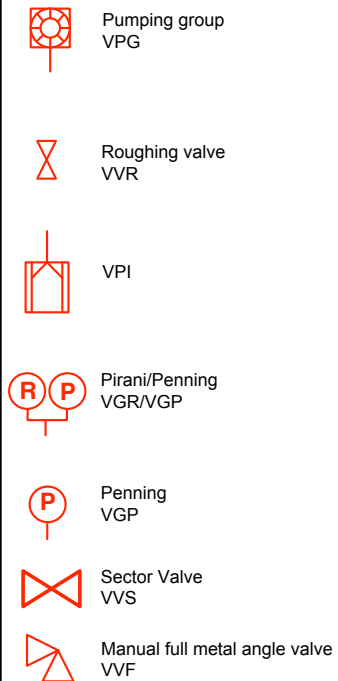 Pumping group
VPG
Roughing valve
VVR
VPI
R P
Pirani/Penning
VGR/VGP
P
Penning
VGP
Sector Valve
VVS
Manual full metal angle valve
VVF